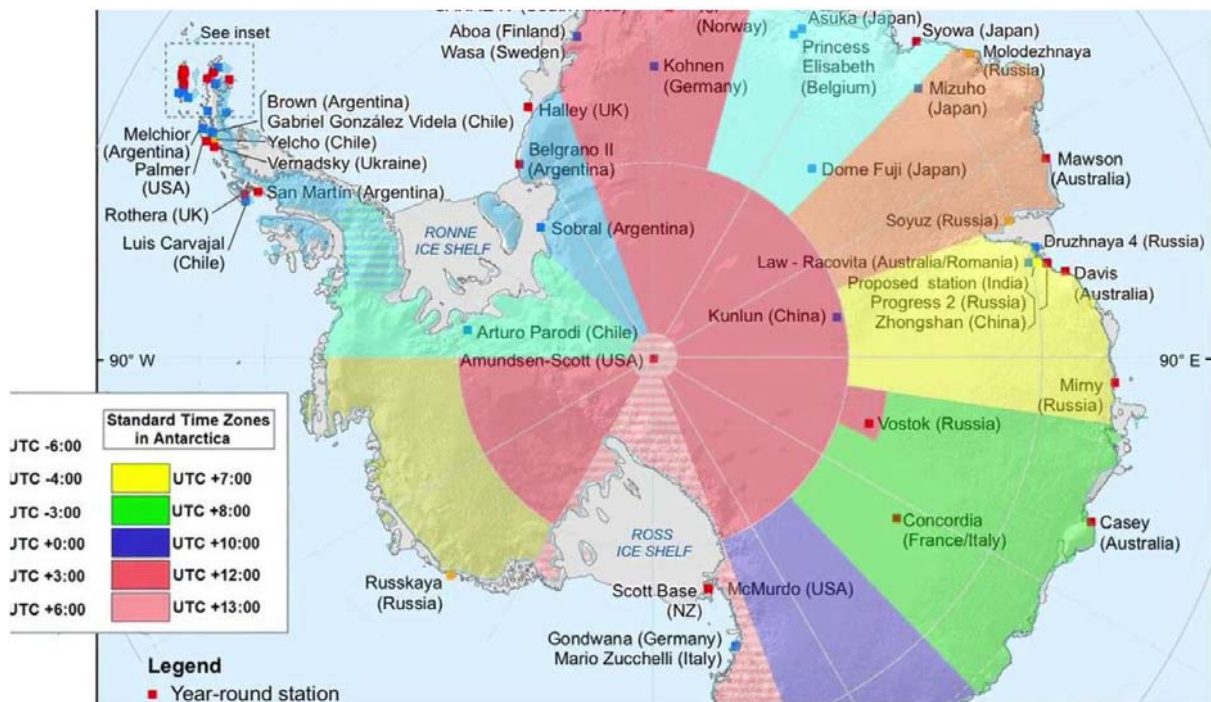 (Norway)
Asuka (Japan)
Syowa (Japan)
Molodezhnaya
(Russia)
See inset
Aboa (Finland)
Wasa (Sweden)
Kohnen
(Germany)
Princess
Elisabeth
(Belgium)
Mizuho
(Japan)
Brown (Argentina)
Gabriel González Videla (Chile)
Yelcho (Chile)
Vernadsky (Ukraine)
Melchior
(Argentina)
Palmer
(USA)
Halley (UK)
Belgrano II
(Argentina)
Dome Fuji (Japan)
Mawson
(Australia)
San Martín (Argentina)
Rothera (UK)
Luis Carvajal
(Chile)
RONNE
ICE SHELF
Sobral (Argentina)
Soyuz (Russia)
Druzhnaya 4 (Russia)
Law - Racovita (Australia/Romania)
Proposed station (India)
Progress 2 (Russia)
Zhongshan (China)
Davis
(Australia)
Kunlun (China)
Arturo Parodi (Chile)
Amundsen-Scott (USA)
90° W
90° E
Mirny
(Russia)
Vostok (Russia)
Standard Time Zones
in Antarctica
UTC -6:00
UTC -4:00
UTC -3:00
UTC +0:00
UTC +3:00
UTC +6:00
UTC +7:00
UTC +8:00
UTC +10:00
UTC +12:00
UTC +13:00
Concordia
(France/Italy)
Casey
(Australia)
ROSS
ICE SHELF
Russkaya
(Russia)
Scott Base
(NZ)
McMurdo (USA)
Gondwana (Germany)
Mario Zucchelli (Italy)
Legend
Year-round station